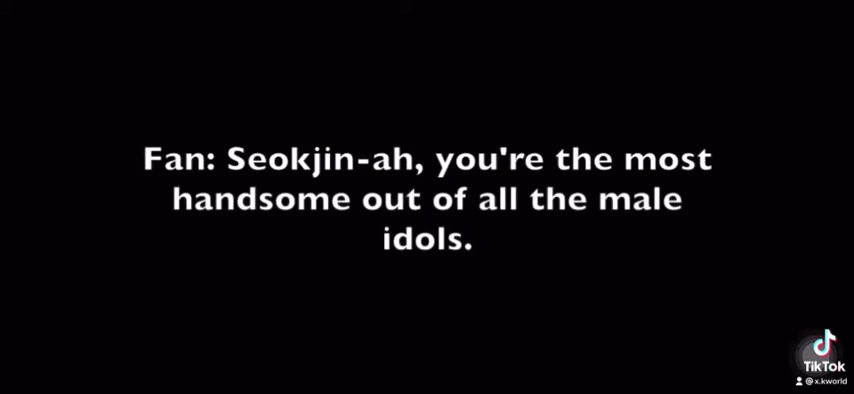 Fan: Seokjin-ah, you're the most
handsome out of all the male
idols.
TikTok
@x.kworld